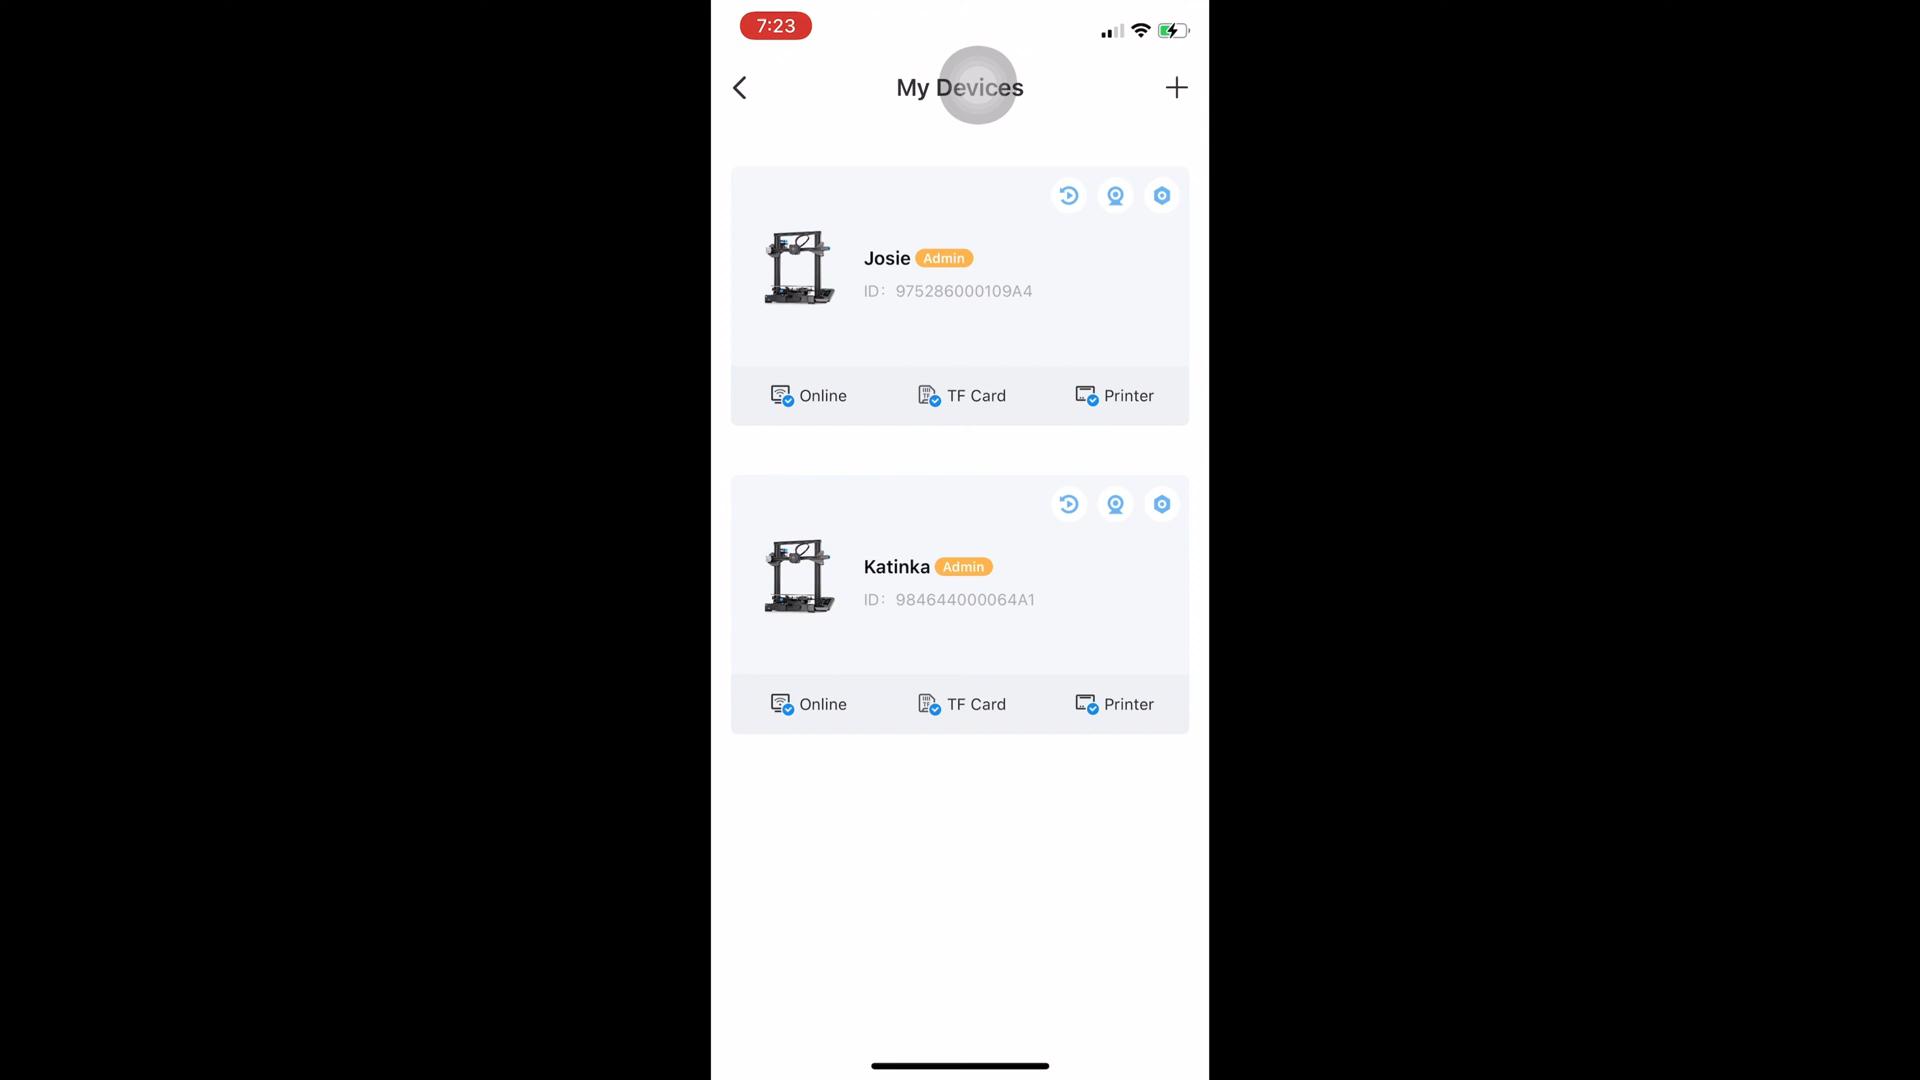 7:23
My Devices
Josie Admin
ID: 975286000109A4
Online TF Card Printer
Katinka Admin
ID: 984644000064A1
Online TF Card Printer